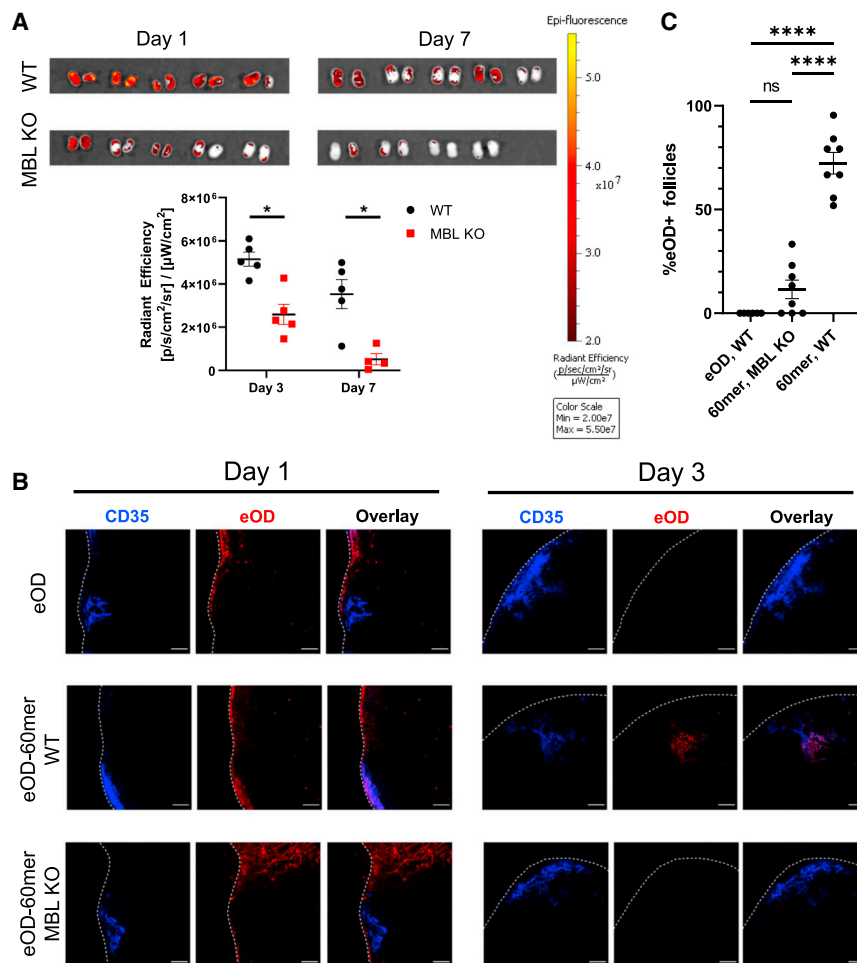 A
Day 1
Day 7
WT
MBL KO
Epi-fluorescence
5.0
4.0
x10⁷
3.0
2.0
Radiant Efficiency
(p/sec/cm²/sr / µW/cm²)
Color Scale
Min = 2.00e7
Max = 5.50e7
Radiant Efficiency
[p/s/cm²/sr] / [µW/cm²]
8×10⁶
6×10⁶
4×10⁶
2×10⁶
0
*
*
Day 3
Day 7
WT
MBL KO
C
****
****
ns
%eOD+ follicles
100
50
0
eOD, WT
60mer, MBL KO
60mer, WT
B
Day 1
Day 3
CD35
eOD
Overlay
CD35
eOD
Overlay
eOD
eOD-60mer
WT
eOD-60mer
MBL KO